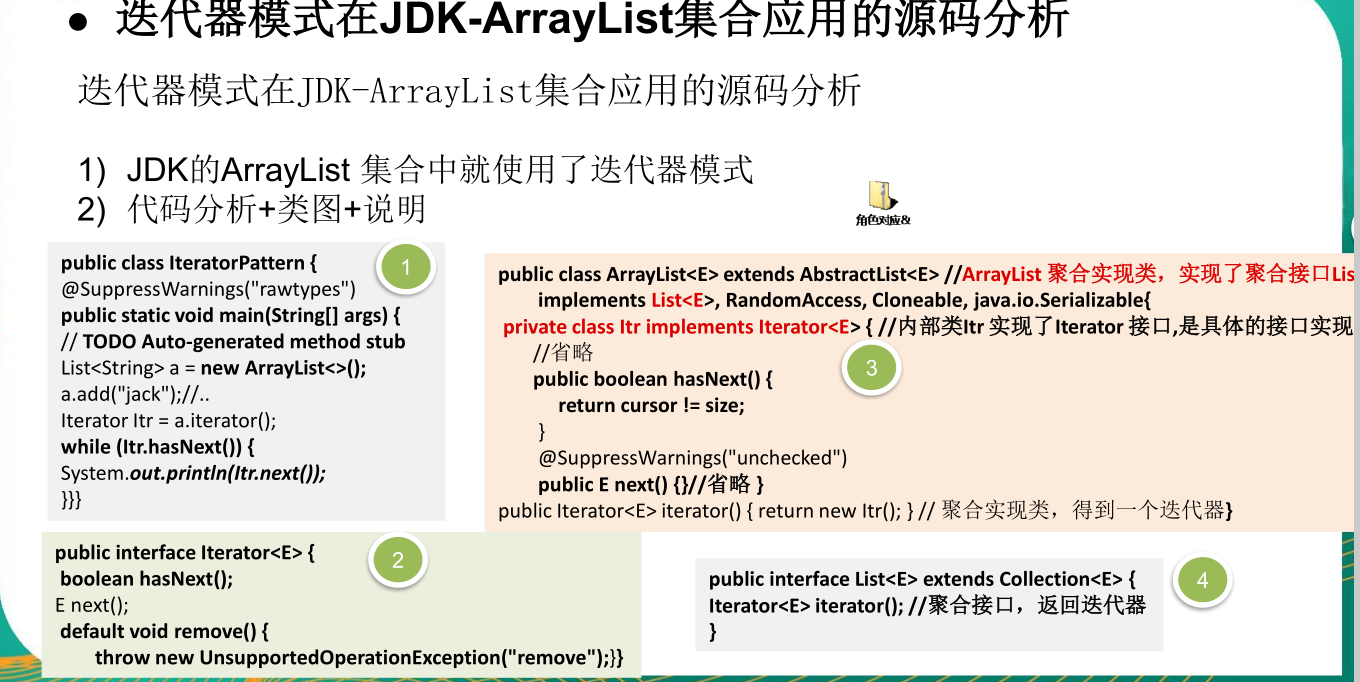 ● 迭代器模式在JDK-ArrayList集合应用的源码分析
迭代器模式在JDK-ArrayList集合应用的源码分析
1) JDK的ArrayList 集合中就使用了迭代器模式
2) 代码分析+类图+说明
角色对应&
1
public class IteratorPattern {
@SuppressWarnings("rawtypes")
public static void main(String[] args) {
// TODO Auto-generated method stub
List<String> a = new ArrayList<>();
a.add("jack");//..
Iterator Itr = a.iterator();
while (Itr.hasNext()) {
System.out.println(Itr.next());
}}}
2
public interface Iterator<E> {
boolean hasNext();
E next();
default void remove() {
throw new UnsupportedOperationException("remove");}}
3
public class ArrayList<E> extends AbstractList<E> //ArrayList 聚合实现类，实现了聚合接口Lis
implements List<E>, RandomAccess, Cloneable, java.io.Serializable{
private class Itr implements Iterator<E> { //内部类Itr 实现了Iterator 接口,是具体的接口实现
//省略
public boolean hasNext() {
return cursor != size;
}
@SuppressWarnings("unchecked")
public E next() {}//省略 }
public Iterator<E> iterator() { return new Itr(); } // 聚合实现类，得到一个迭代器}
4
public interface List<E> extends Collection<E> {
Iterator<E> iterator(); //聚合接口，返回迭代器
}